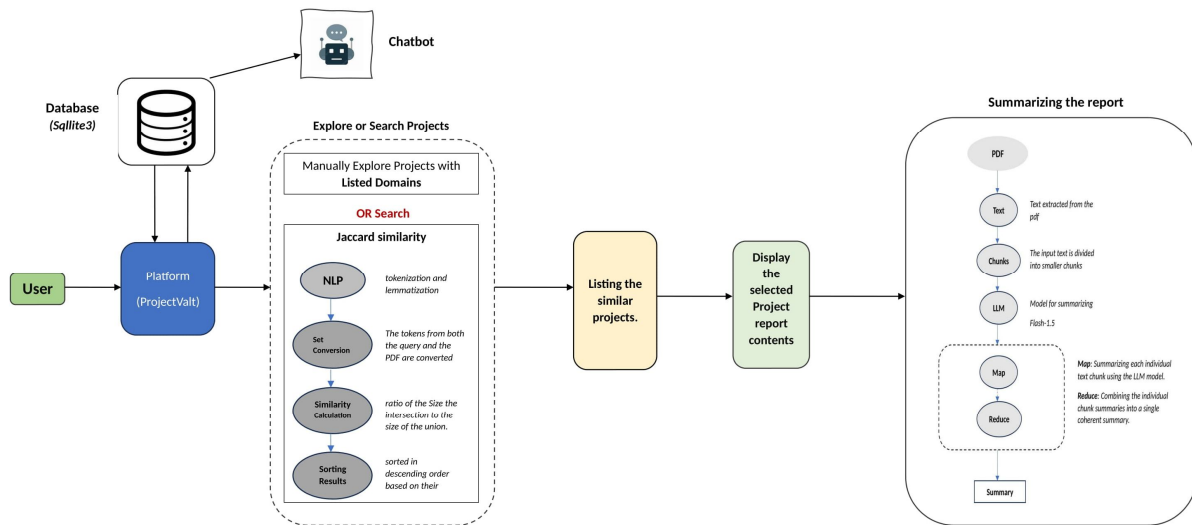 Chatbot
Database
(Sqllite3)
Explore or Search Projects
Manually Explore Projects with
Listed Domains
OR Search
Jaccard similarity
NLP
tokenization and
lemmatization
Set
Conversion
The tokens from both
the query and the
PDF are converted
Similarity
Calculation
ratio of the Size the
intersection to the
size of the union.
Sorting
Results
sorted in
descending order
based on their
User
Platform
(ProjectValt)
Listing the
similar
projects.
Display
the
selected
Project
report
contents
Summarizing the report
PDF
Text
Text extracted from the
pdf
Chunks
The input text is divided
into smaller chunks
LLM
Model for summarizing
Flash-1.5
Map
Map: Summarizing each individual
text chunk using the LLM model.
Reduce
Reduce: Combining the individual
chunk summaries into a single
coherent summary.
Summary